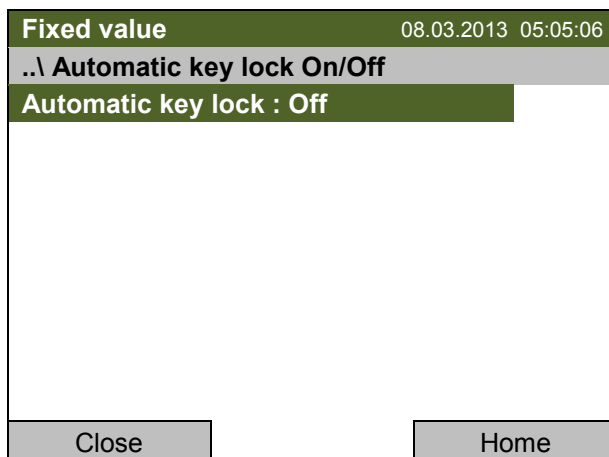 Fixed value 08.03.2013 05:05:06
..\ Automatic key lock On/Off
Automatic key lock : Off
Close Home